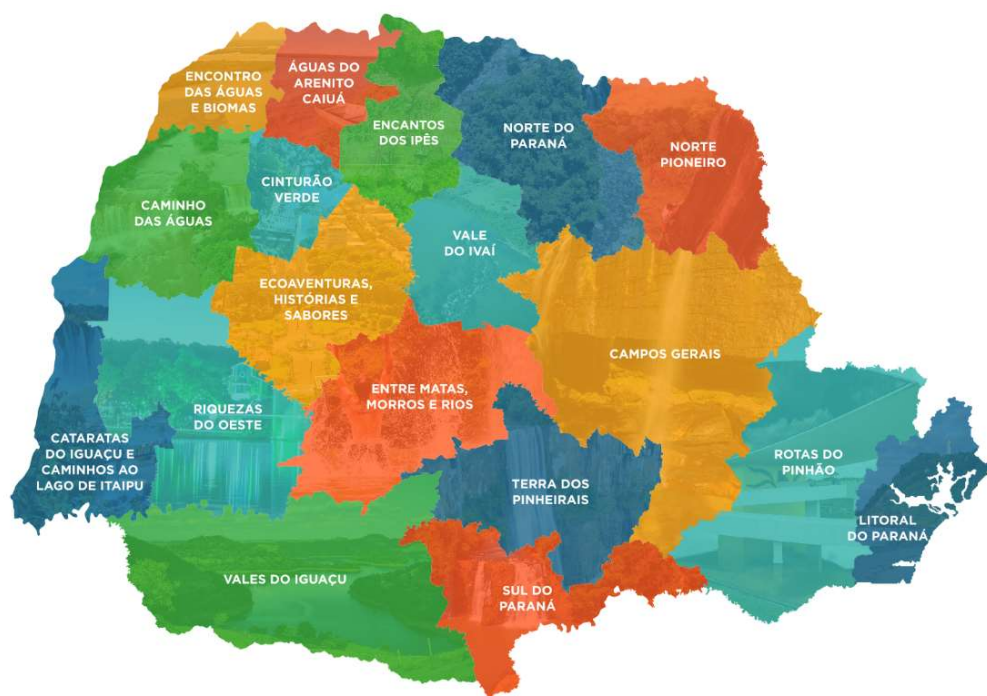 ENCONTRO
DAS ÁGUAS
E BIOMAS
ÁGUAS DO
ARENITO
CAIUÁ
ENCANTOS
DOS IPÊS
NORTE DO
PARANÁ
NORTE
PIONEIRO
CAMINHO
DAS ÁGUAS
CINTURÃO
VERDE
VALE
DO IVAÍ
ECOAVENTURAS,
HISTÓRIAS E
SABORES
CAMPOS GERAIS
ENTRE MATAS,
MORROS E RIOS
RIQUEZAS
DO OESTE
CATARATAS
DO IGUAÇU E
CAMINHOS AO
LAGO DE ITAIPU
TERRA DOS
PINHEIRAIS
ROTAS DO
PINHÃO
LITORAL
DO PARANÁ
VALES DO IGUAÇU
SUL DO
PARANÁ